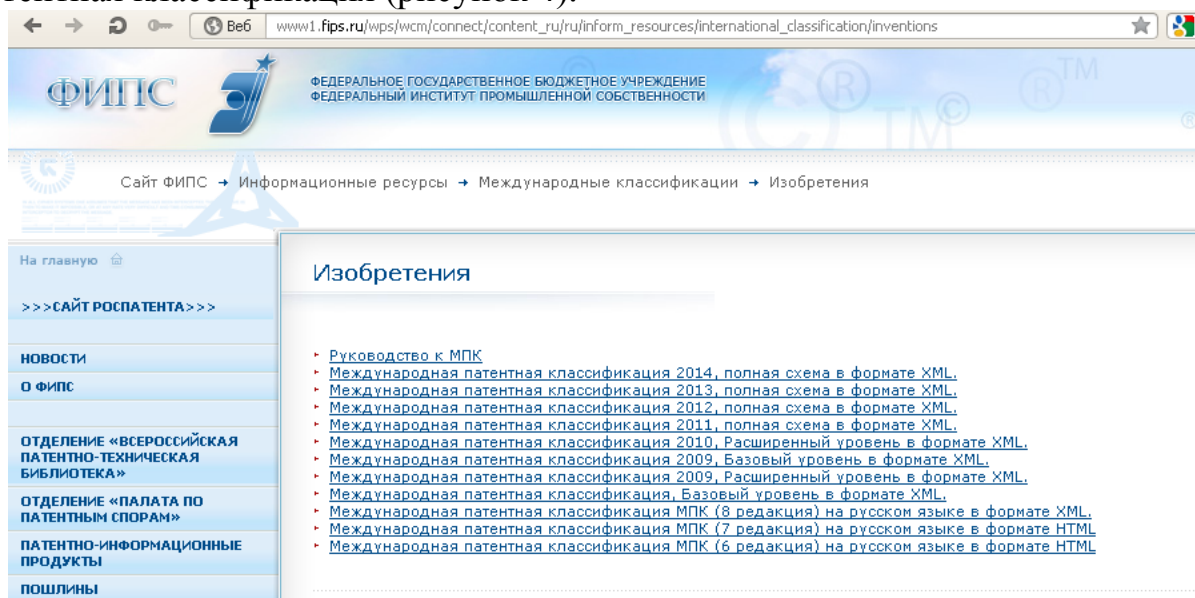 тентная классификация (рисунок 4).
Веб
www1.fips.ru/wps/wcm/connect/content_ru/ru/inform_resources/international_classification/inventions
ФИПС
ФЕДЕРАЛЬНОЕ ГОСУДАРСТВЕННОЕ БЮДЖЕТНОЕ УЧРЕЖДЕНИЕ
ФЕДЕРАЛЬНЫЙ ИНСТИТУТ ПРОМЫШЛЕННОЙ СОБСТВЕННОСТИ
® ®™
© ™ ©
Сайт ФИПС → Информационные ресурсы → Международные классификации → Изобретения
На главную
>>>САЙТ РОСПАТЕНТА>>>
НОВОСТИ
О ФИПС
ОТДЕЛЕНИЕ «ВСЕРОССИЙСКАЯ
ПАТЕНТНО-ТЕХНИЧЕСКАЯ
БИБЛИОТЕКА»
ОТДЕЛЕНИЕ «ПАЛАТА ПО
ПАТЕНТНЫМ СПОРАМ»
ПАТЕНТНО-ИНФОРМАЦИОННЫЕ
ПРОДУКТЫ
ПОШЛИНЫ
Изобретения
Руководство к МПК
Международная патентная классификация 2014, полная схема в формате XML.
Международная патентная классификация 2013, полная схема в формате XML.
Международная патентная классификация 2012, полная схема в формате XML.
Международная патентная классификация 2011, полная схема в формате XML.
Международная патентная классификация 2010, Расширенный уровень в формате XML.
Международная патентная классификация 2009, Базовый уровень в формате XML.
Международная патентная классификация 2009, Расширенный уровень в формате XML.
Международная патентная классификация, Базовый уровень в формате XML.
Международная патентная классификация МПК (8 редакция) на русском языке в формате XML.
Международная патентная классификация МПК (7 редакция) на русском языке в формате HTML
Международная патентная классификация МПК (6 редакция) на русском языке в формате HTML